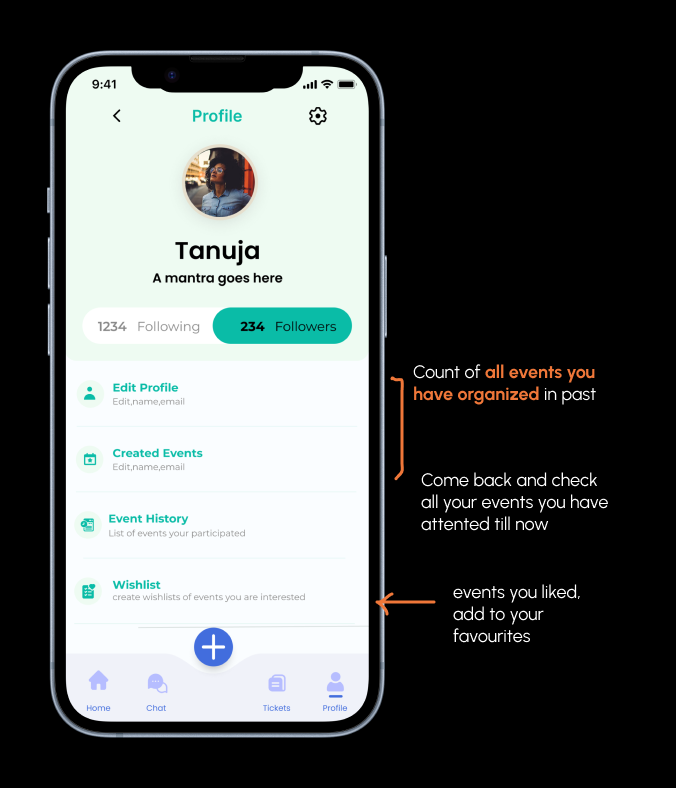 9:41
Profile
Tanuja
A mantra goes here
1234 Following
234 Followers
Edit Profile
Edit,name,email
Created Events
Edit,name,email
Event History
List of events your participated
Wishlist
create wishlists of events you are interested
Home
Chat
Tickets
Profile
Count of all events you
have organized in past
Come back and check
all your events you have
attented till now
events you liked,
add to your
favourites